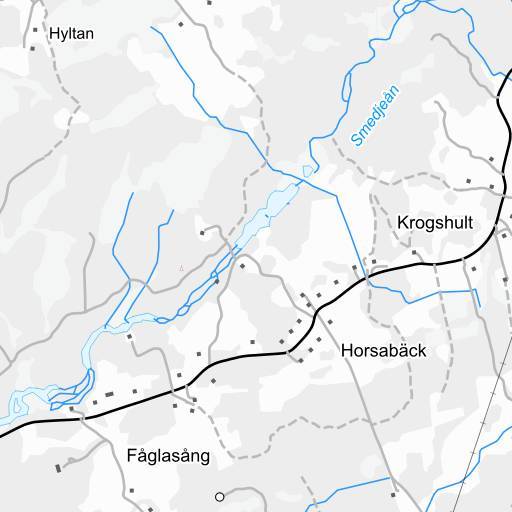 Hyltan
Smedjeån
Krogshult
Horsabäck
Fåglasång